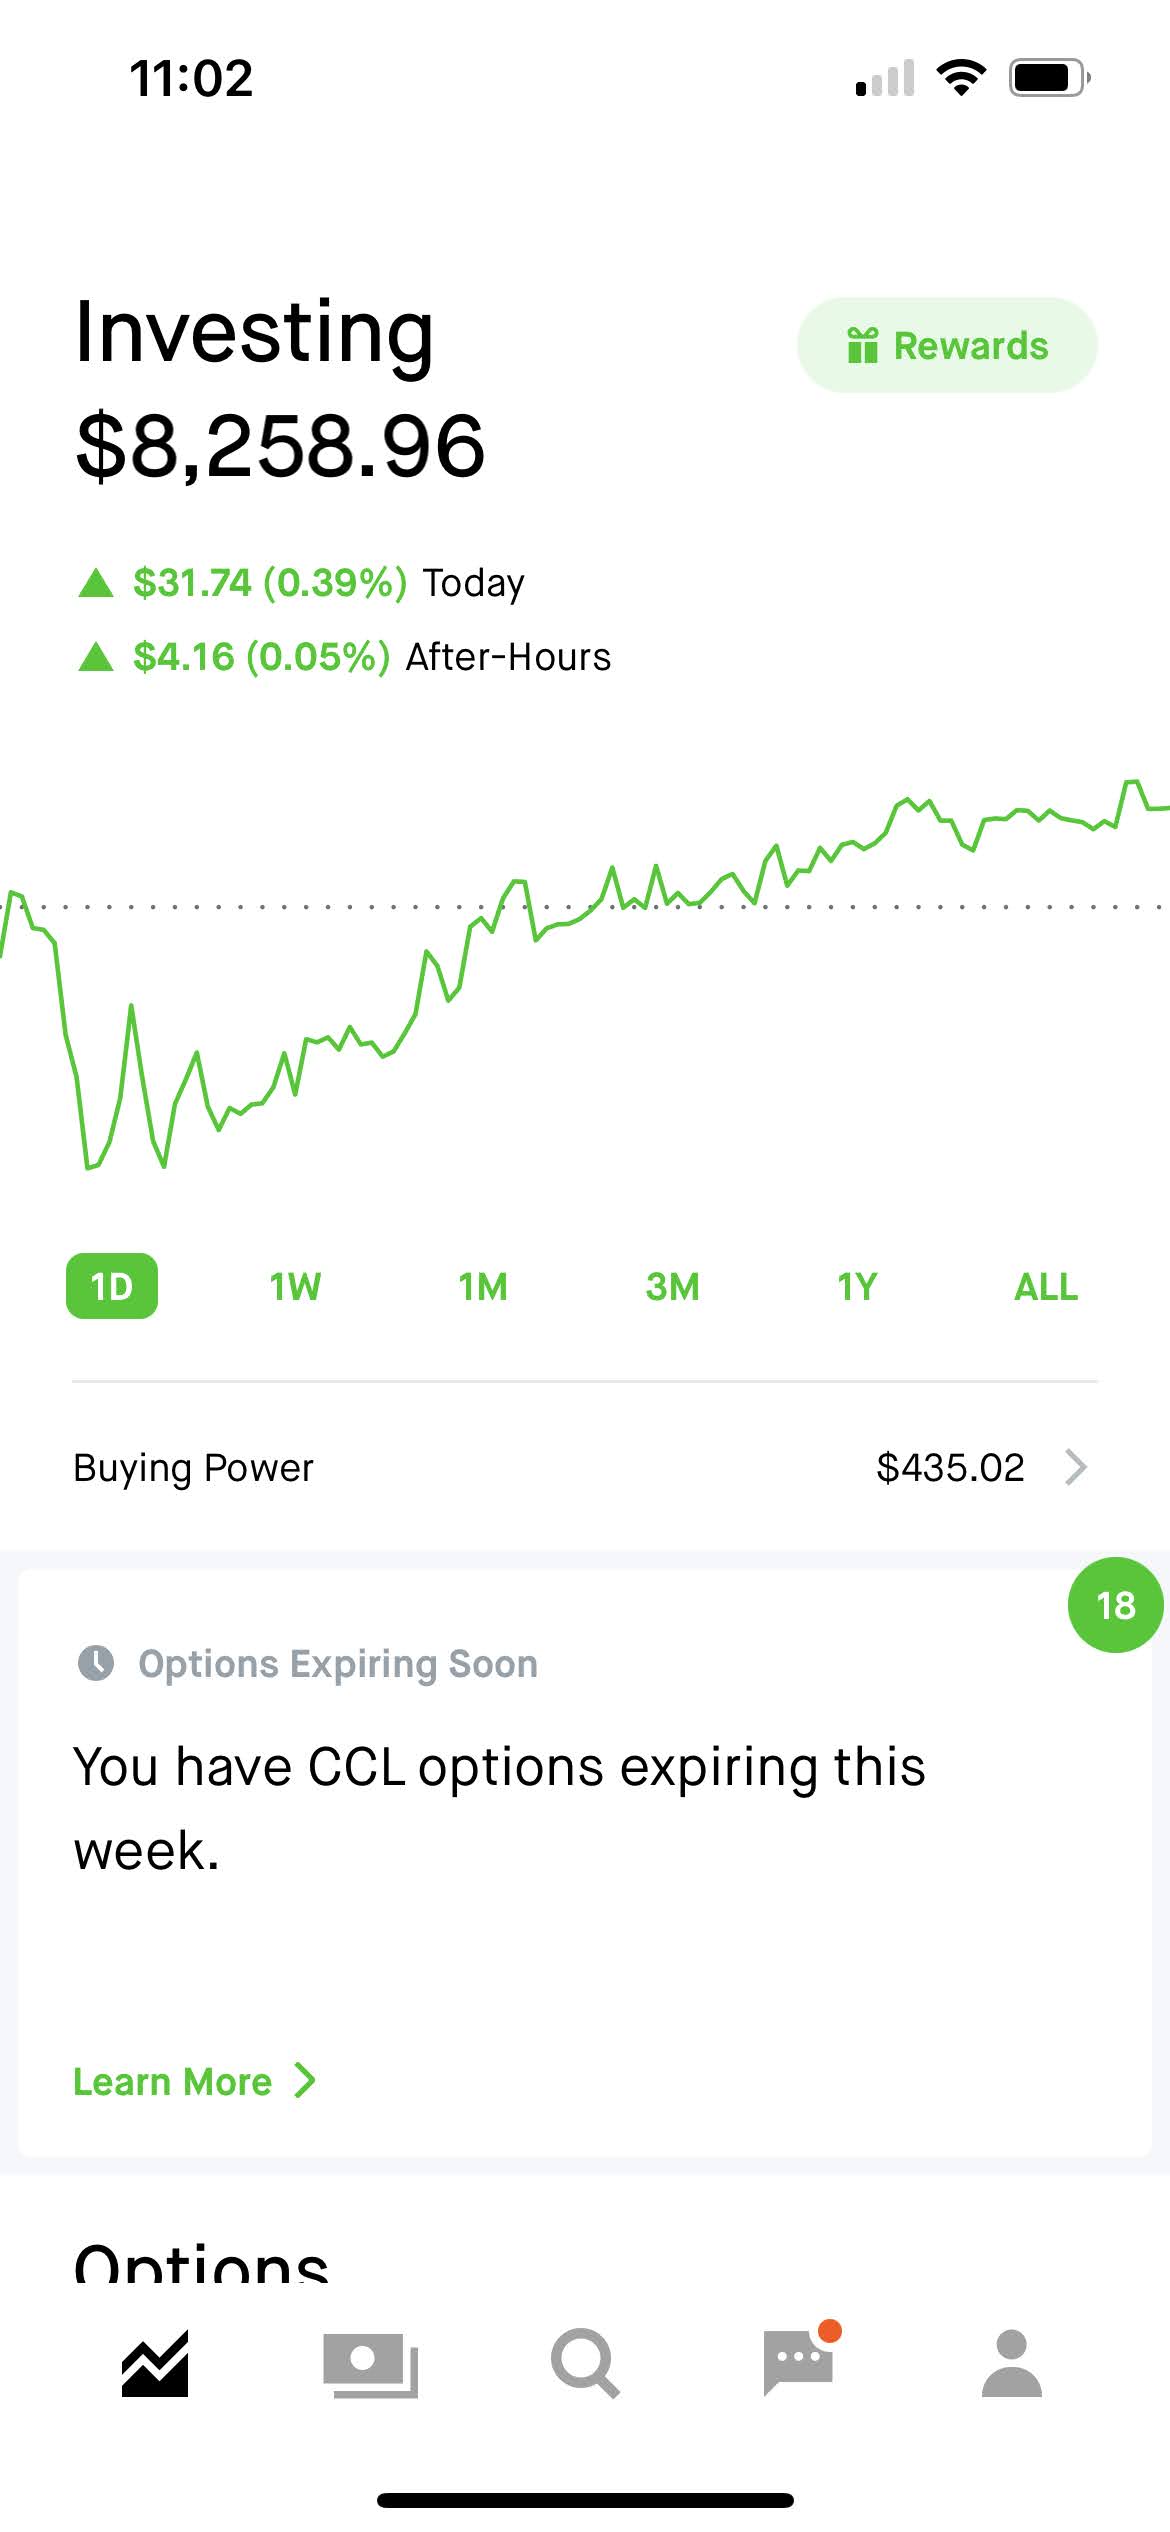 11:02
Investing
Rewards
$8,258.96
$31.74 (0.39%) Today
$4.16 (0.05%) After-Hours
1D 1W 1M 3M 1Y ALL
Buying Power $435.02
18
Options Expiring Soon
You have CCL options expiring this
week.
Learn More
Options